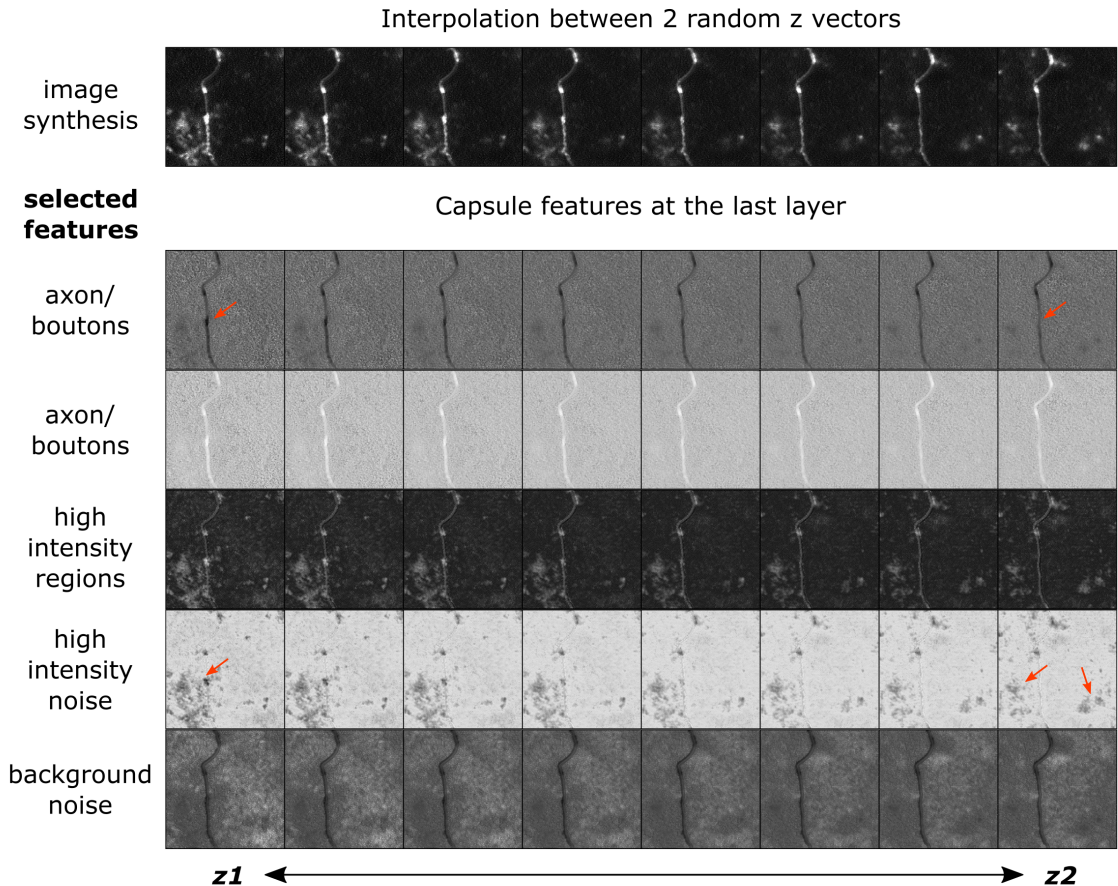 Interpolation between 2 random z vectors
image
synthesis
selected
features
Capsule features at the last layer
axon/
boutons
axon/
boutons
high
intensity
regions
high
intensity
noise
background
noise
z1
z2